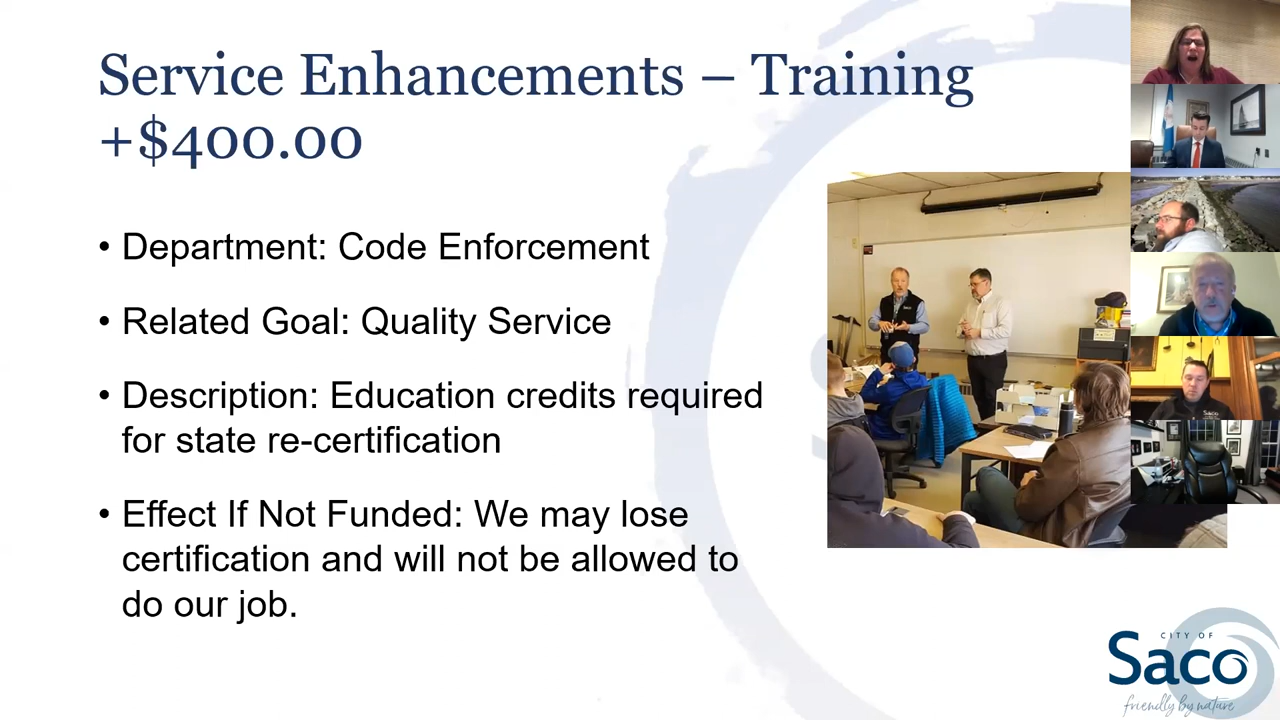 Service Enhancements – Training
+$400.00
• Department: Code Enforcement
• Related Goal: Quality Service
• Description: Education credits required
for state re-certification
• Effect If Not Funded: We may lose
certification and will not be allowed to
do our job.
Saco
CITY OF
Saco
friendly by nature